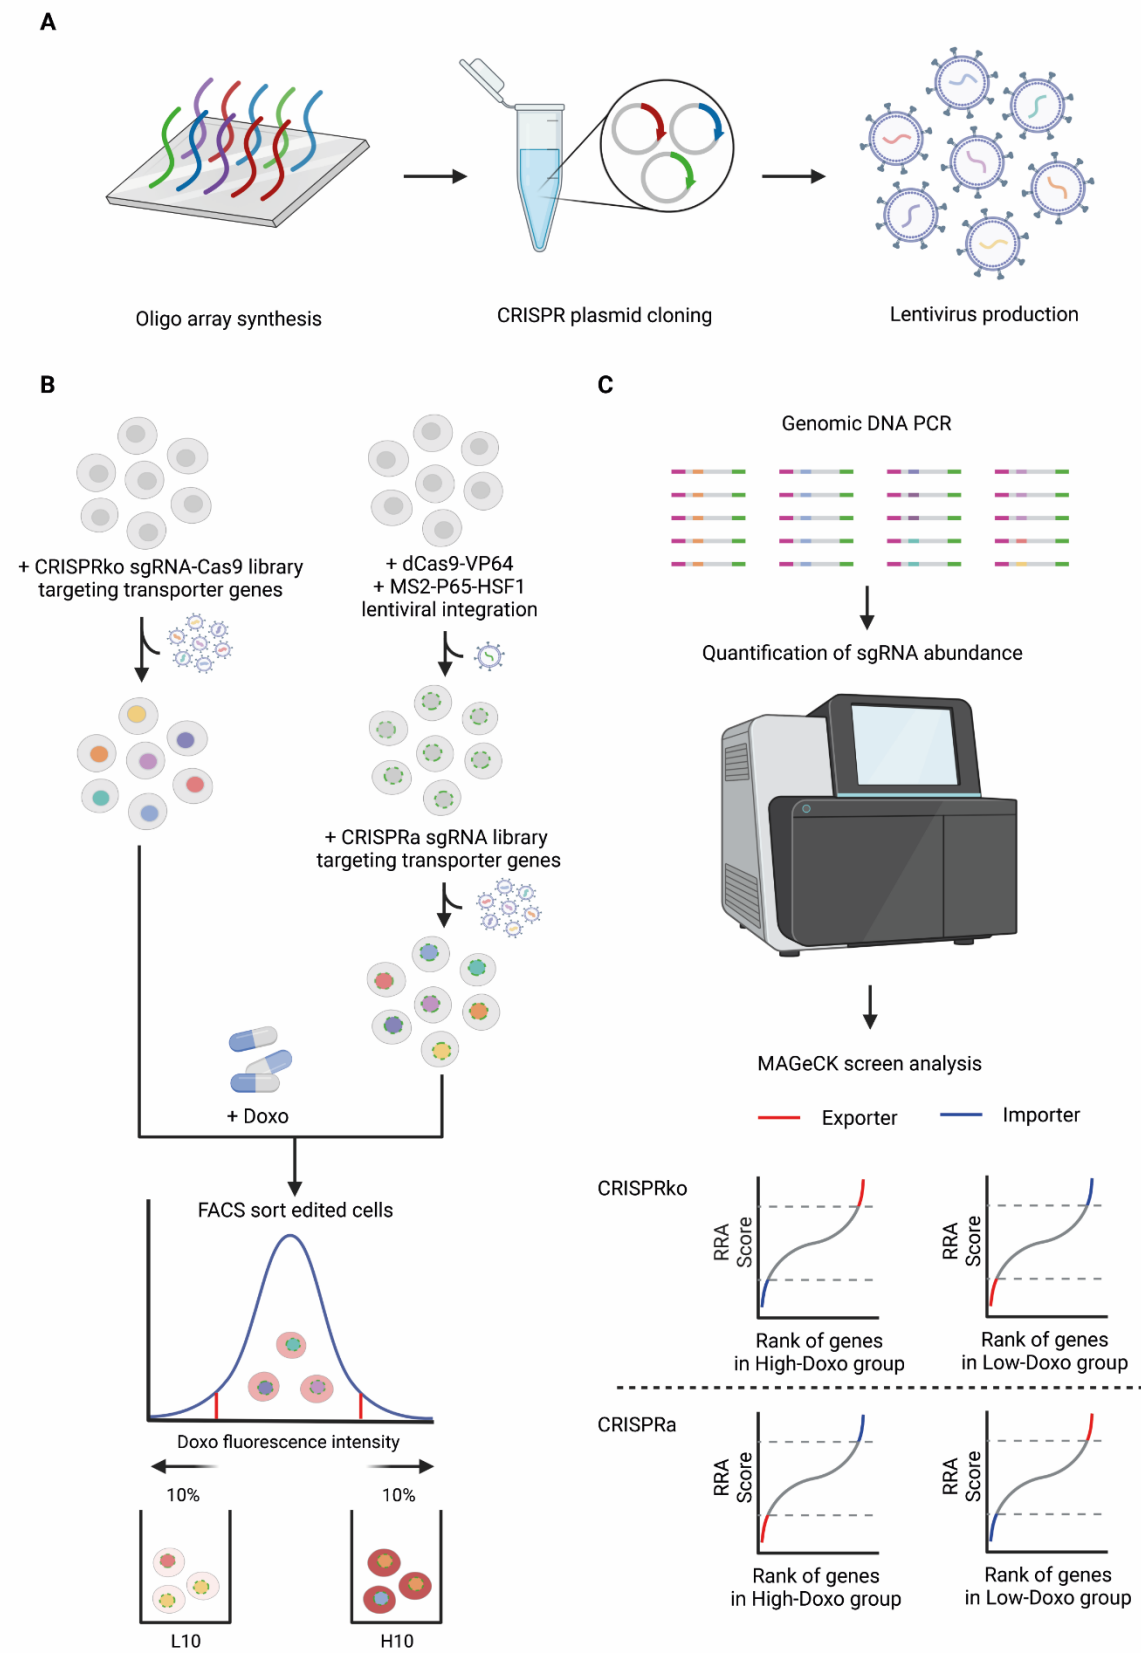 A
Oligo array synthesis
CRISPR plasmid cloning
Lentivirus production
B
+ CRISPRko sgRNA-Cas9 library
targeting transporter genes
+ dCas9-VP64
+ MS2-P65-HSF1
lentiviral integration
+ CRISPRa sgRNA library
targeting transporter genes
+ Doxo
FACS sort edited cells
Doxo fluorescence intensity
10%
10%
L10
H10
C
Genomic DNA PCR
Quantification of sgRNA abundance
MAGeCK screen analysis
Exporter
Importer
CRISPRko
RRA
Score
Rank of genes
in High-Doxo group
RRA
Score
Rank of genes
in Low-Doxo group
CRISPRa
RRA
Score
Rank of genes
in High-Doxo group
RRA
Score
Rank of genes
in Low-Doxo group